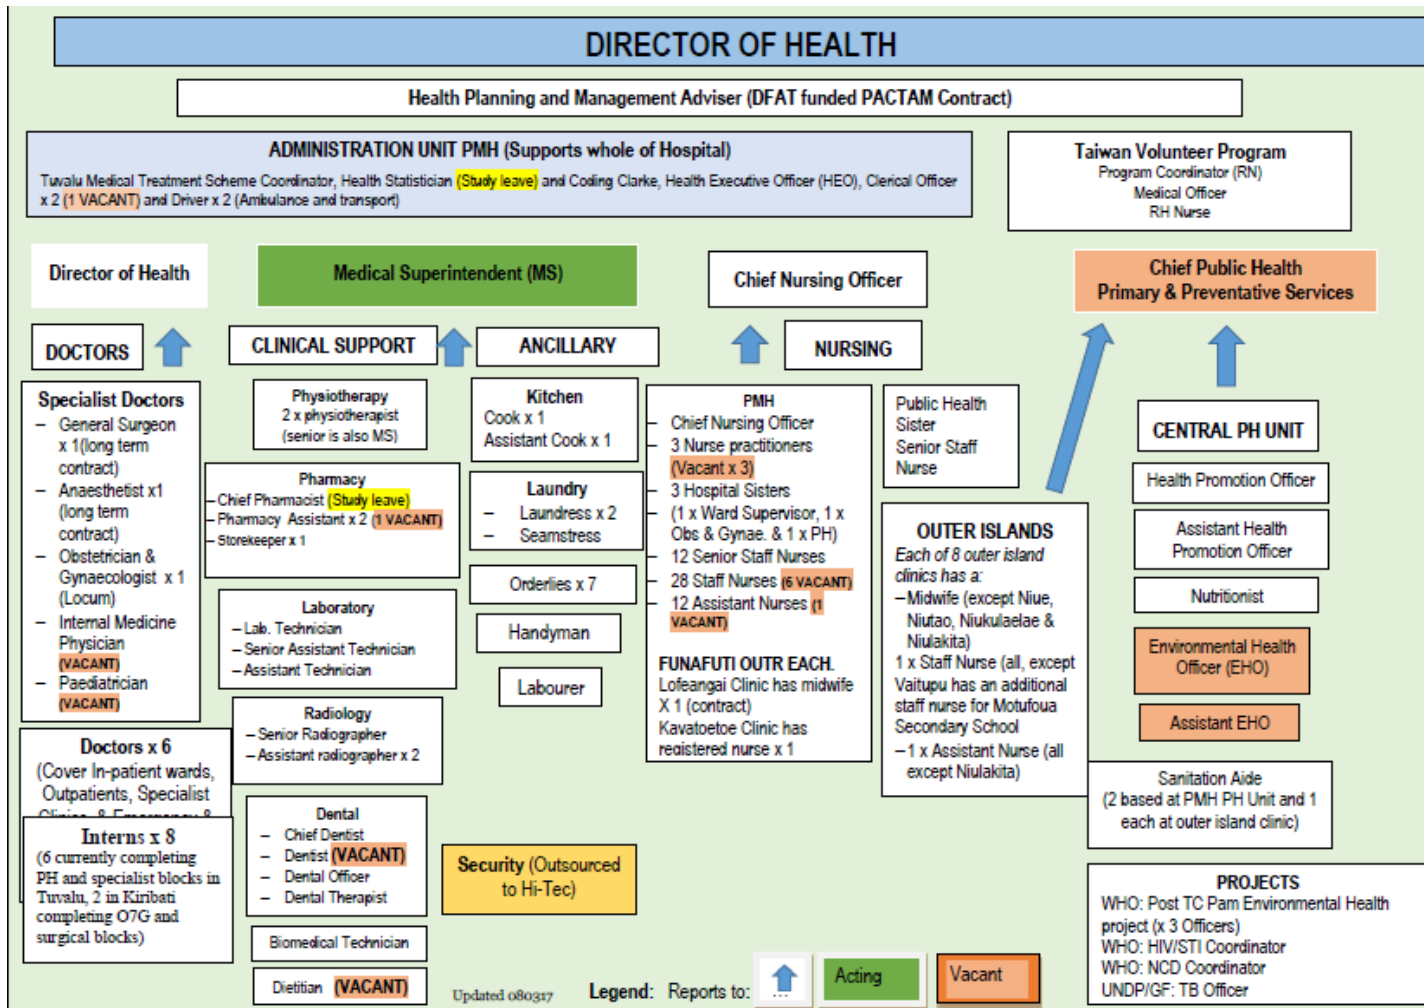 DIRECTOR OF HEALTH
Health Planning and Management Adviser (DFAT funded PACTAM Contract)
ADMINISTRATION UNIT PMH (Supports whole of Hospital)
Tuvalu Medical Treatment Scheme Coordinator, Health Statistician (Study leave) and Coding Clarke, Health Executive Officer (HEO), Clerical Officer
x 2 (1 VACANT) and Driver x 2 (Ambulance and transport)
Taiwan Volunteer Program
Program Coordinator (RN)
Medical Officer
RH Nurse
Director of Health
Medical Superintendent (MS)
Chief Nursing Officer
Chief Public Health
Primary & Preventative Services
DOCTORS
Specialist Doctors
– General Surgeon
x 1(long term
contract)
– Anaesthetist x1
(long term
contract)
– Obstetrician &
Gynaecologist x 1
(Locum)
– Internal Medicine
Physician
(VACANT)
– Paediatrician
(VACANT)
Doctors x 6
(Cover In-patient wards,
Outpatients, Specialist
Interns x 8
(6 currently completing
PH and specialist blocks in
Tuvalu, 2 in Kiribati
completing O7G and
surgical blocks)
CLINICAL SUPPORT
Physiotherapy
2 x physiotherapist
(senior is also MS)
Pharmacy
– Chief Pharmacist (Study leave)
– Pharmacy Assistant x 2 (1 VACANT)
– Storekeeper x 1
Laboratory
– Lab. Technician
– Senior Assistant Technician
– Assistant Technician
Radiology
– Senior Radiographer
– Assistant radiographer x 2
Dental
– Chief Dentist
– Dentist (VACANT)
– Dental Officer
– Dental Therapist
Biomedical Technician
Dietitian (VACANT)
ANCILLARY
Kitchen
Cook x 1
Assistant Cook x 1
Laundry
– Laundress x 2
– Seamstress
Orderlies x 7
Handyman
Labourer
Security (Outsourced
to Hi-Tec)
NURSING
PMH
– Chief Nursing Officer
– 3 Nurse practitioners
(Vacant x 3)
– 3 Hospital Sisters
– (1 x Ward Supervisor, 1 x
Obs & Gynae. & 1 x PH)
– 12 Senior Staff Nurses
– 28 Staff Nurses (6 VACANT)
– 12 Assistant Nurses (1
VACANT)
FUNAFUTI OUTR EACH.
Lofeangai Clinic has midwife
X 1 (contract)
Kavatoetoe Clinic has
registered nurse x 1
Public Health
Sister
Senior Staff
Nurse
OUTER ISLANDS
Each of 8 outer island
clinics has a:
–Midwife (except Niue,
Niutao, Niukulaelae &
Niulakita)
1 x Staff Nurse (all, except
Vaitupu has an additional
staff nurse for Motufoua
Secondary School
– 1 x Assistant Nurse (all
except Niulakita)
CENTRAL PH UNIT
Health Promotion Officer
Assistant Health
Promotion Officer
Nutritionist
Environmental Health
Officer (EHO)
Assistant EHO
Sanitation Aide
(2 based at PMH PH Unit and 1
each at outer island clinic)
PROJECTS
WHO: Post TC Pam Environmental Health
project (x 3 Officers)
WHO: HIV/STI Coordinator
WHO: NCD Coordinator
UNDP/GF: TB Officer
Updated 080317
Legend: Reports to: ...
Acting
Vacant